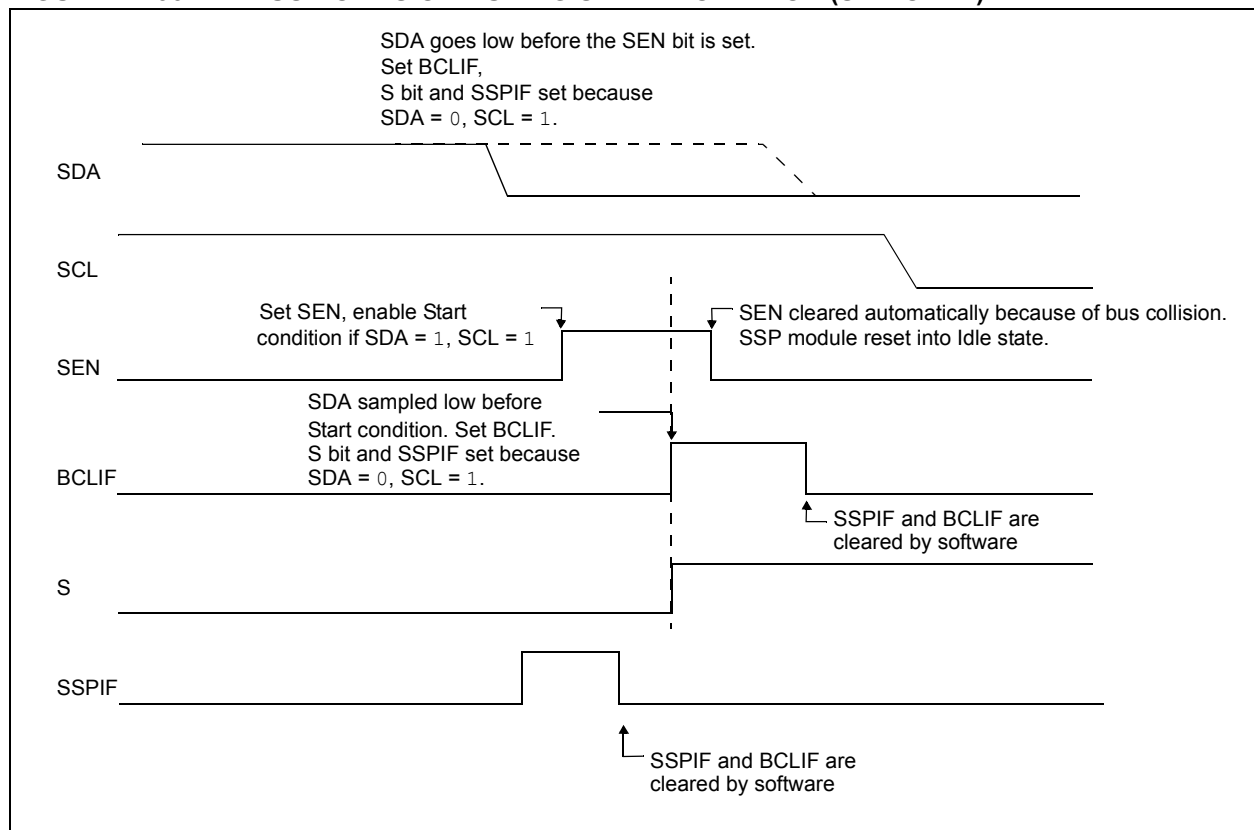 SDA goes low before the SEN bit is set.
Set BCLIF,
S bit and SSPIF set because
SDA = 0, SCL = 1.
SDA
SCL
Set SEN, enable Start
condition if SDA = 1, SCL = 1
SEN cleared automatically because of bus collision.
SSP module reset into Idle state.
SEN
SDA sampled low before
Start condition. Set BCLIF.
S bit and SSPIF set because
SDA = 0, SCL = 1.
BCLIF
SSPIF and BCLIF are
cleared by software
S
SSPIF
SSPIF and BCLIF are
cleared by software